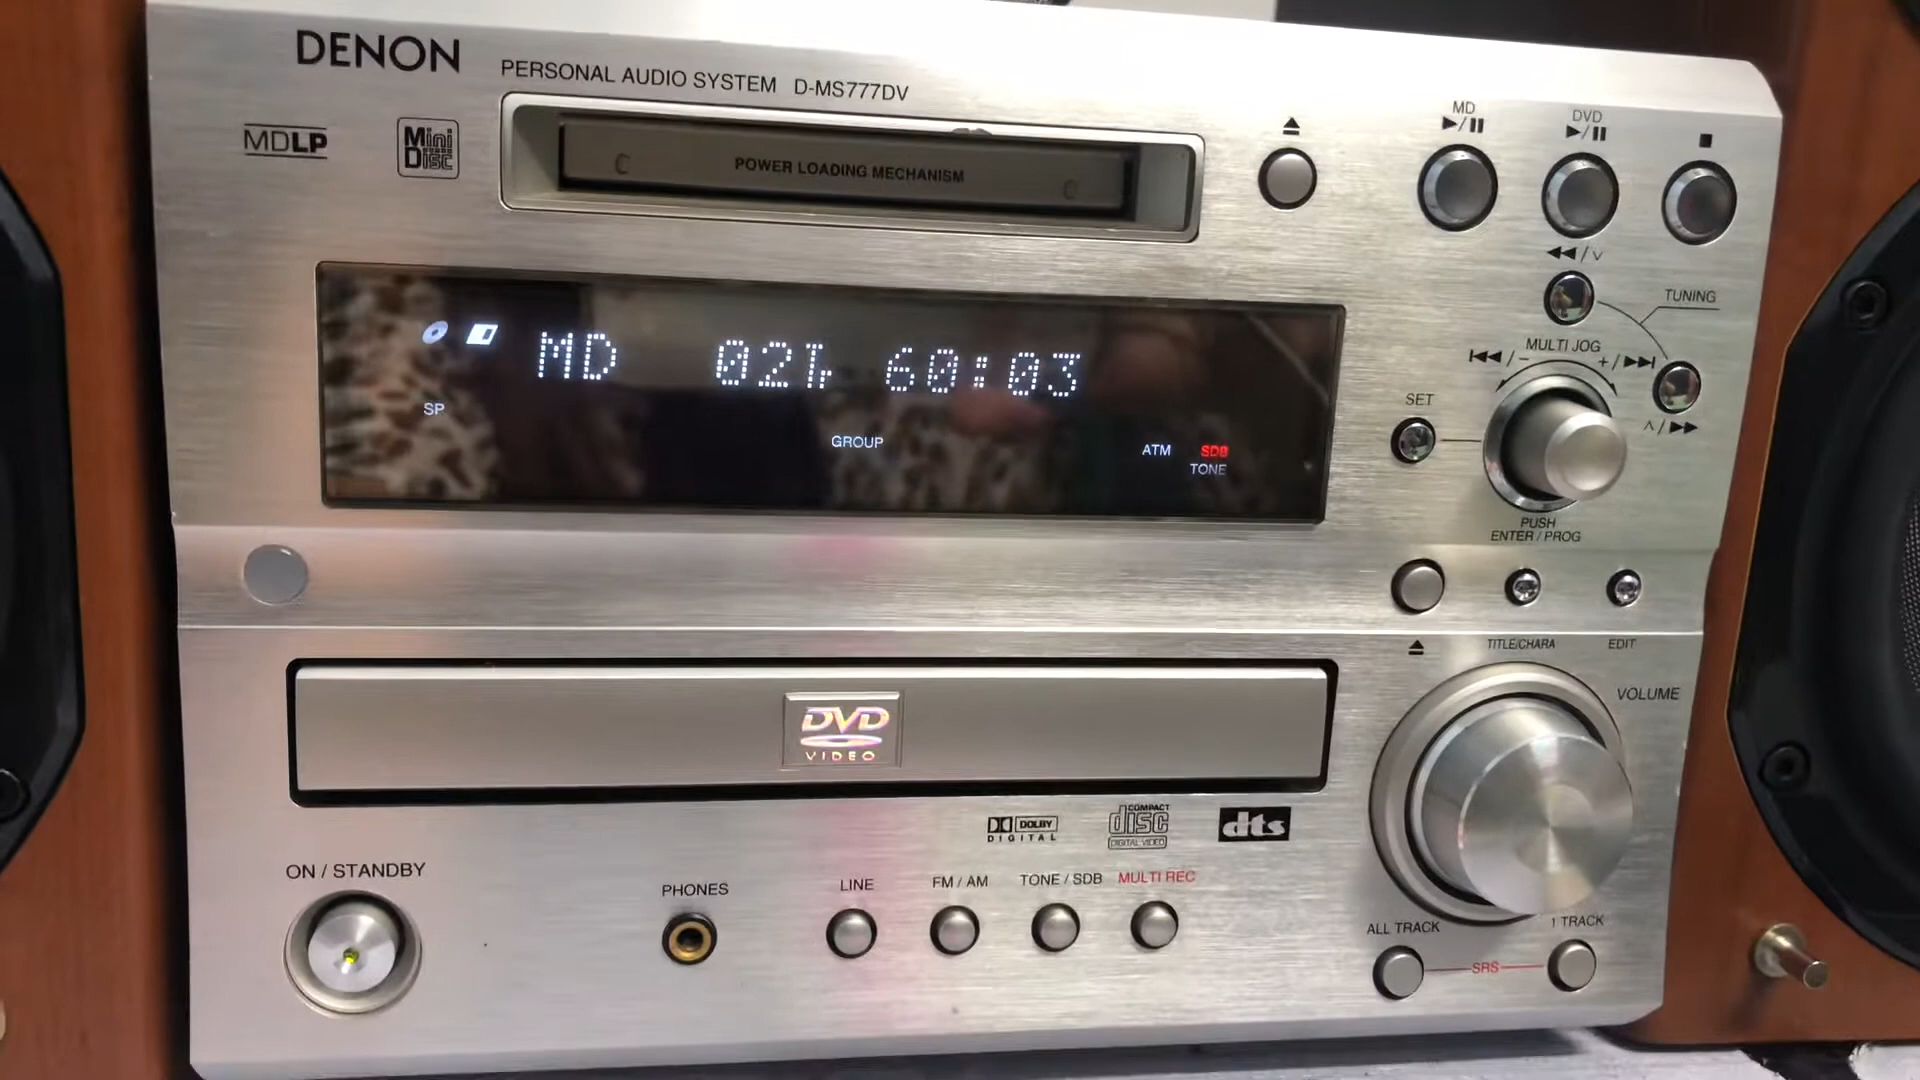 DENON
PERSONAL AUDIO SYSTEM D-MS777DV
MDLP
Mini Disc
POWER LOADING MECHANISM
MD
DVD
TUNING
MULTI JOG
- +
SET
PUSH
ENTER / PROG
MD 02Tr 60:03
SP
GROUP
ATM SDB
TONE
TITLE/CHARA
EDIT
VOLUME
DVD
VIDEO
DOLBY
DIGITAL
COMPACT
disc
DIGITAL VIDEO
dts
ON / STANDBY
PHONES
LINE
FM / AM
TONE / SDB
MULTI REC
ALL TRACK
1 TRACK
SRS